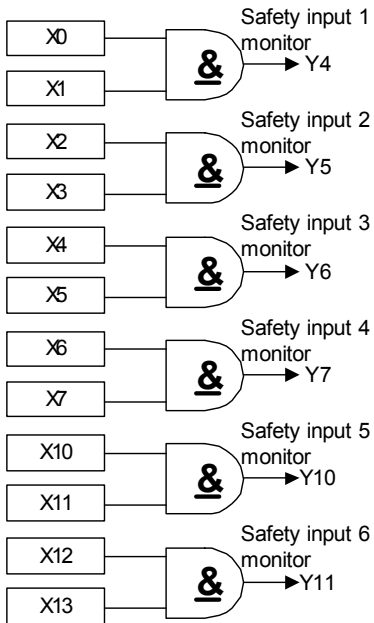 X0
X1
&
Safety input 1
monitor
Y4
X2
X3
&
Safety input 2
monitor
Y5
X4
X5
&
Safety input 3
monitor
Y6
X6
X7
&
Safety input 4
monitor
Y7
X10
X11
&
Safety input 5
monitor
Y10
X12
X13
&
Safety input 6
monitor
Y11